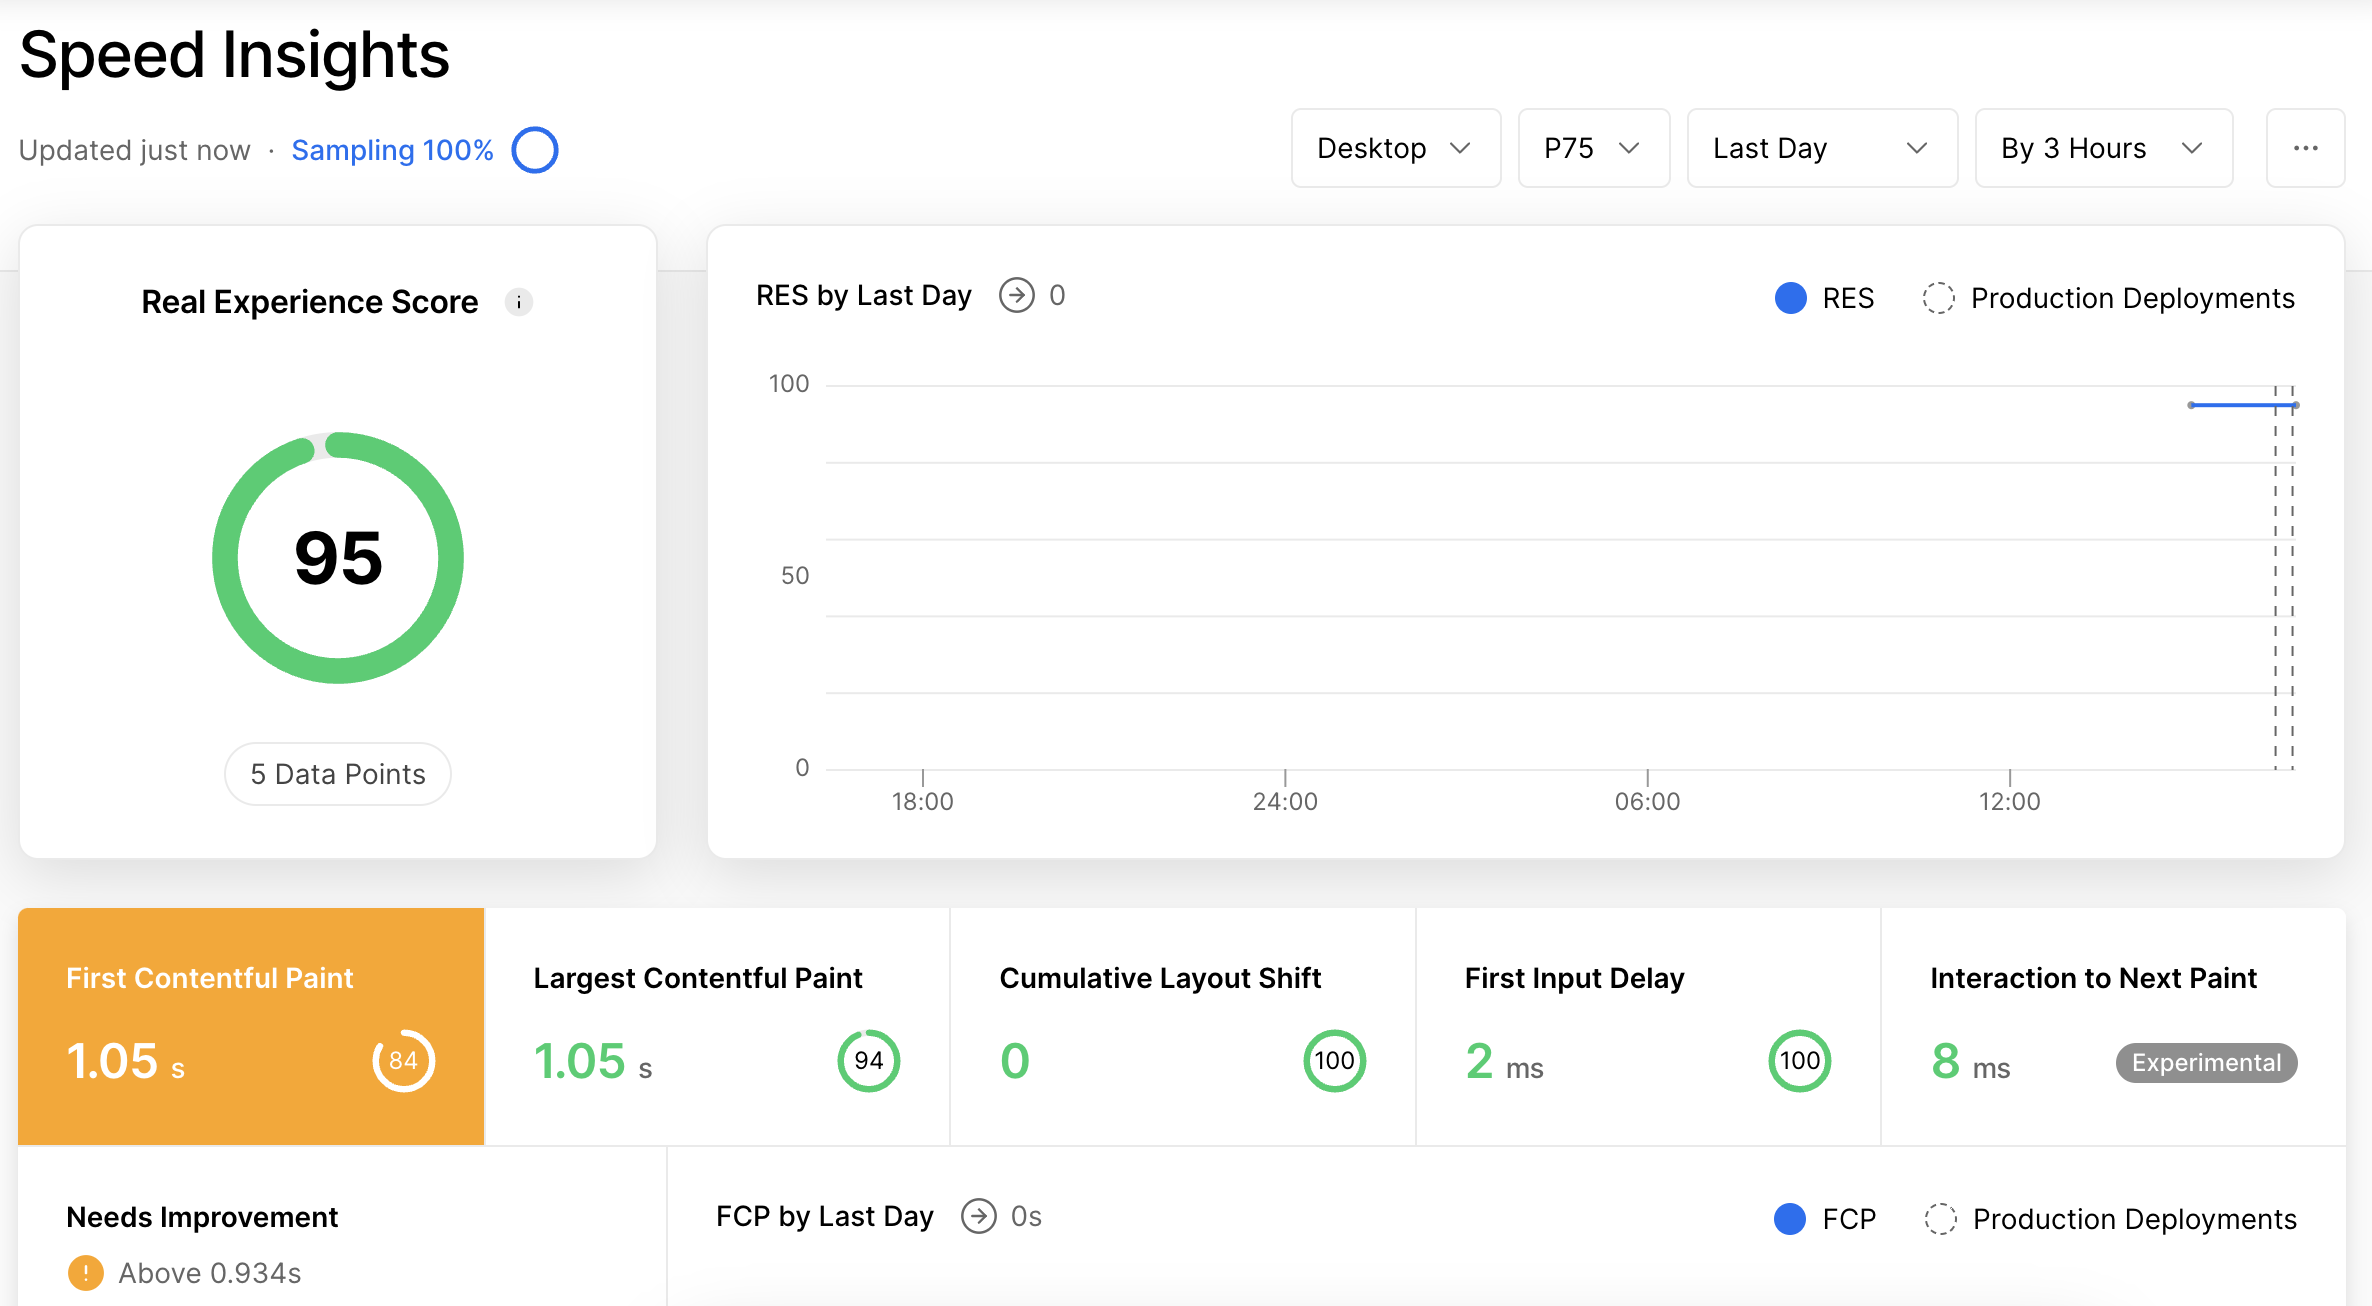 Speed Insights
Updated just now · Sampling 100%
Desktop
P75
Last Day
By 3 Hours
Real Experience Score
95
5 Data Points
RES by Last Day 0
RES
Production Deployments
100
50
0
18:00
24:00
06:00
12:00
First Contentful Paint
1.05 s
84
Largest Contentful Paint
1.05 s
94
Cumulative Layout Shift
0
100
First Input Delay
2 ms
100
Interaction to Next Paint
8 ms
Experimental
Needs Improvement
Above 0.934s
FCP by Last Day 0s
FCP
Production Deployments